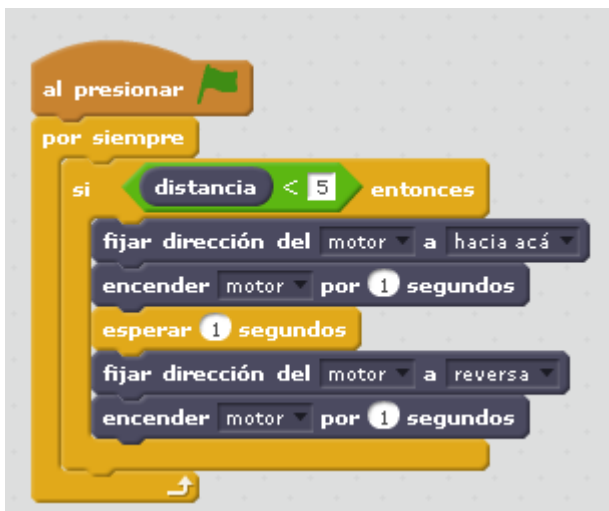 al presionar
por siempre
si distancia < 5 entonces
fijar dirección del motor a hacia acá
encender motor por 1 segundos
esperar 1 segundos
fijar dirección del motor a reversa
encender motor por 1 segundos